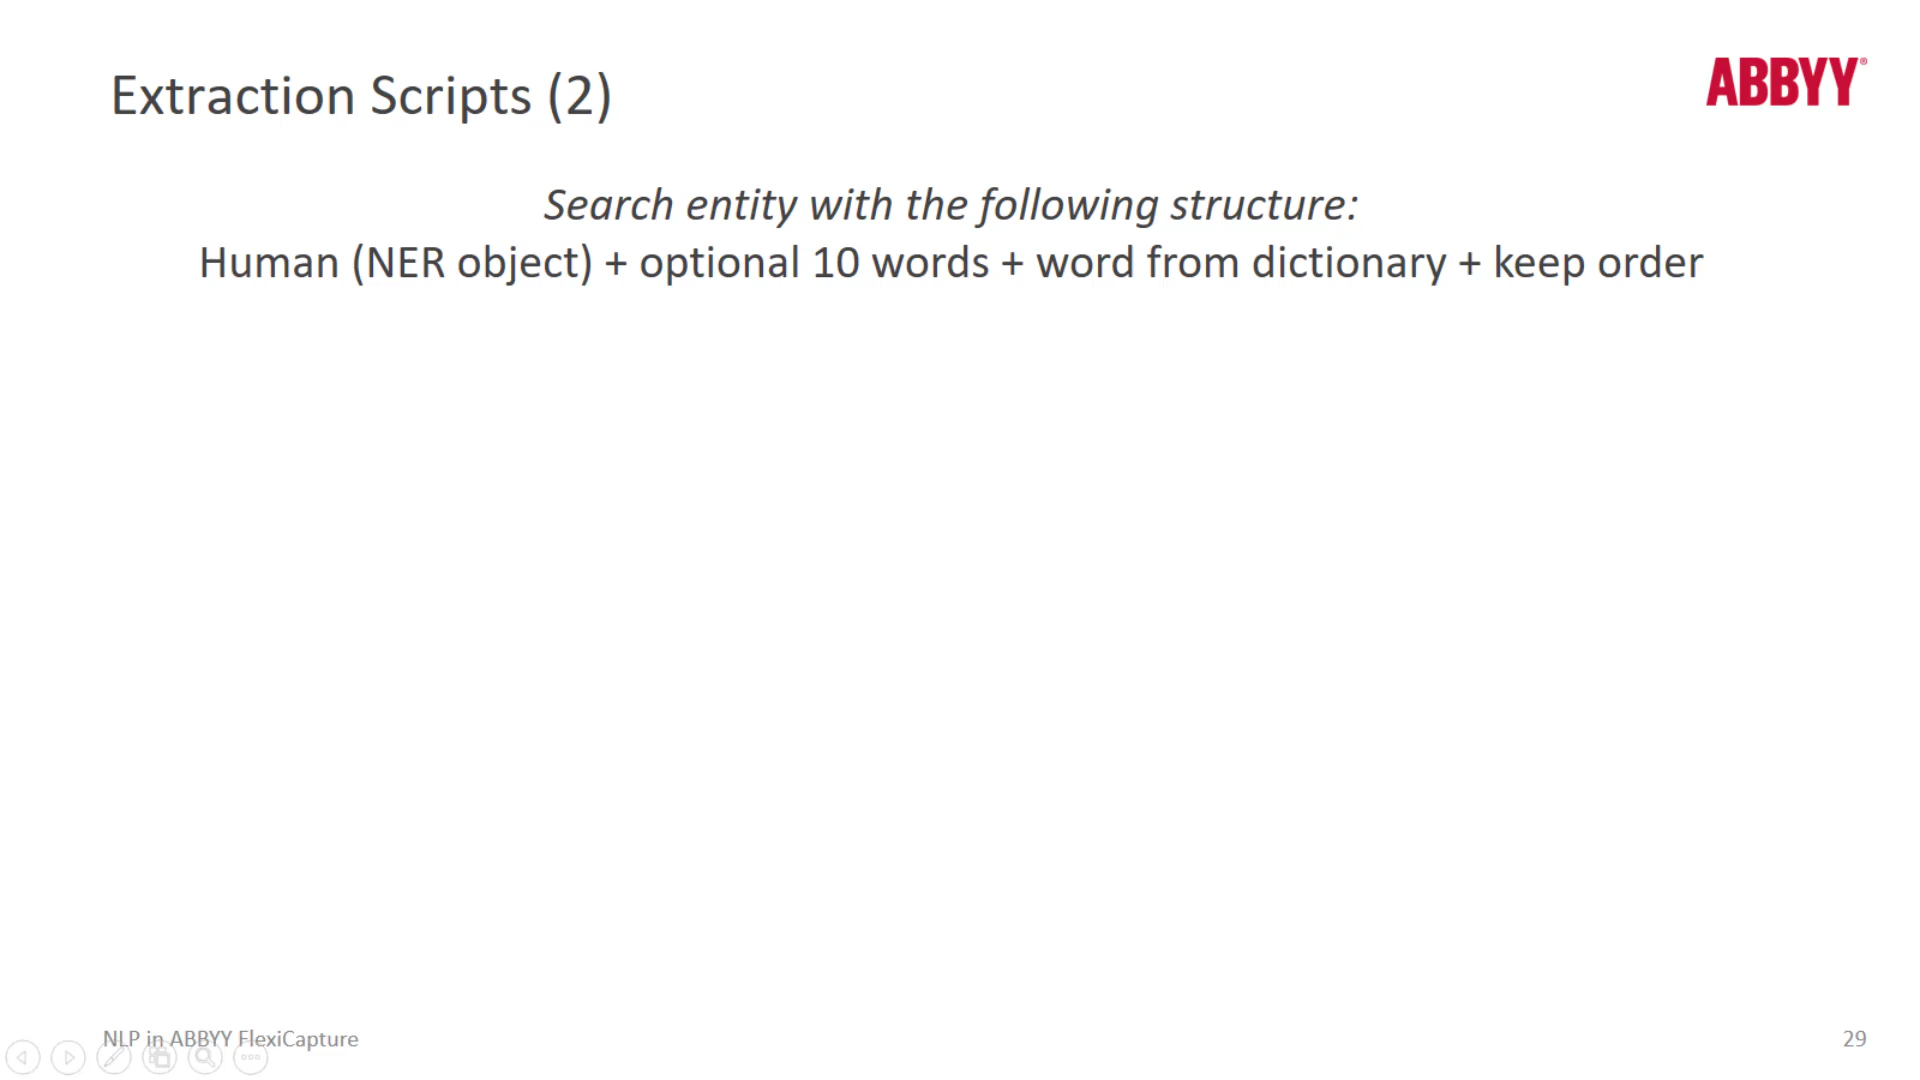 Extraction Scripts (2)
ABBYY®
Search entity with the following structure:
Human (NER object) + optional 10 words + word from dictionary + keep order
NLP in ABBYY FlexiCapture
29